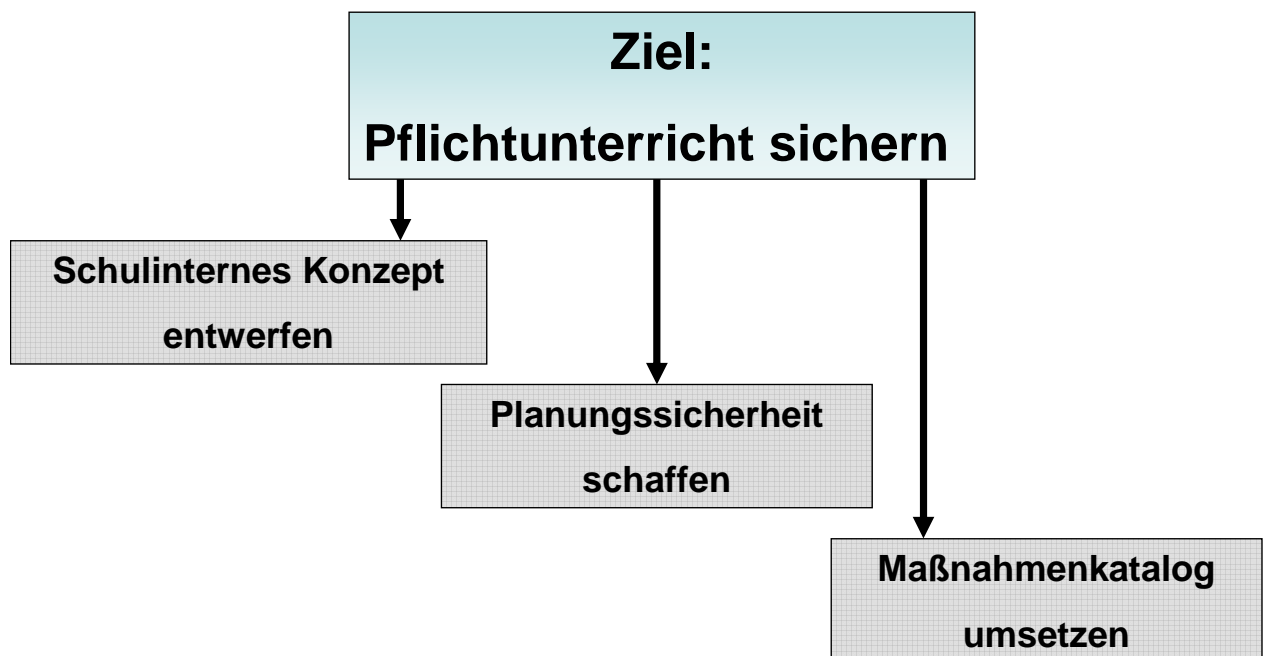 Ziel:
Pflichtunterricht sichern
Schulinternes Konzept
entwerfen
Planungssicherheit
schaffen
Maßnahmenkatalog
umsetzen